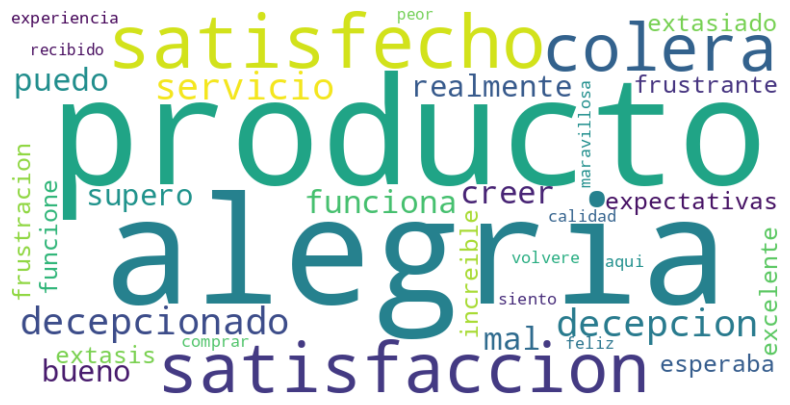 experiencia
peor
satisfecho
colera
extasiado
recibido
puedo
servicio
realmente
frustrante
producto
maravillosa
frustracion
funcione
supero
funciona
creer
expectativas
alegria
increible
calidad
volvere
aqui
excelente
siento
decepcionado
decepcion
comprar
mal
feliz
extasis
bueno
satisfaccion
esperaba